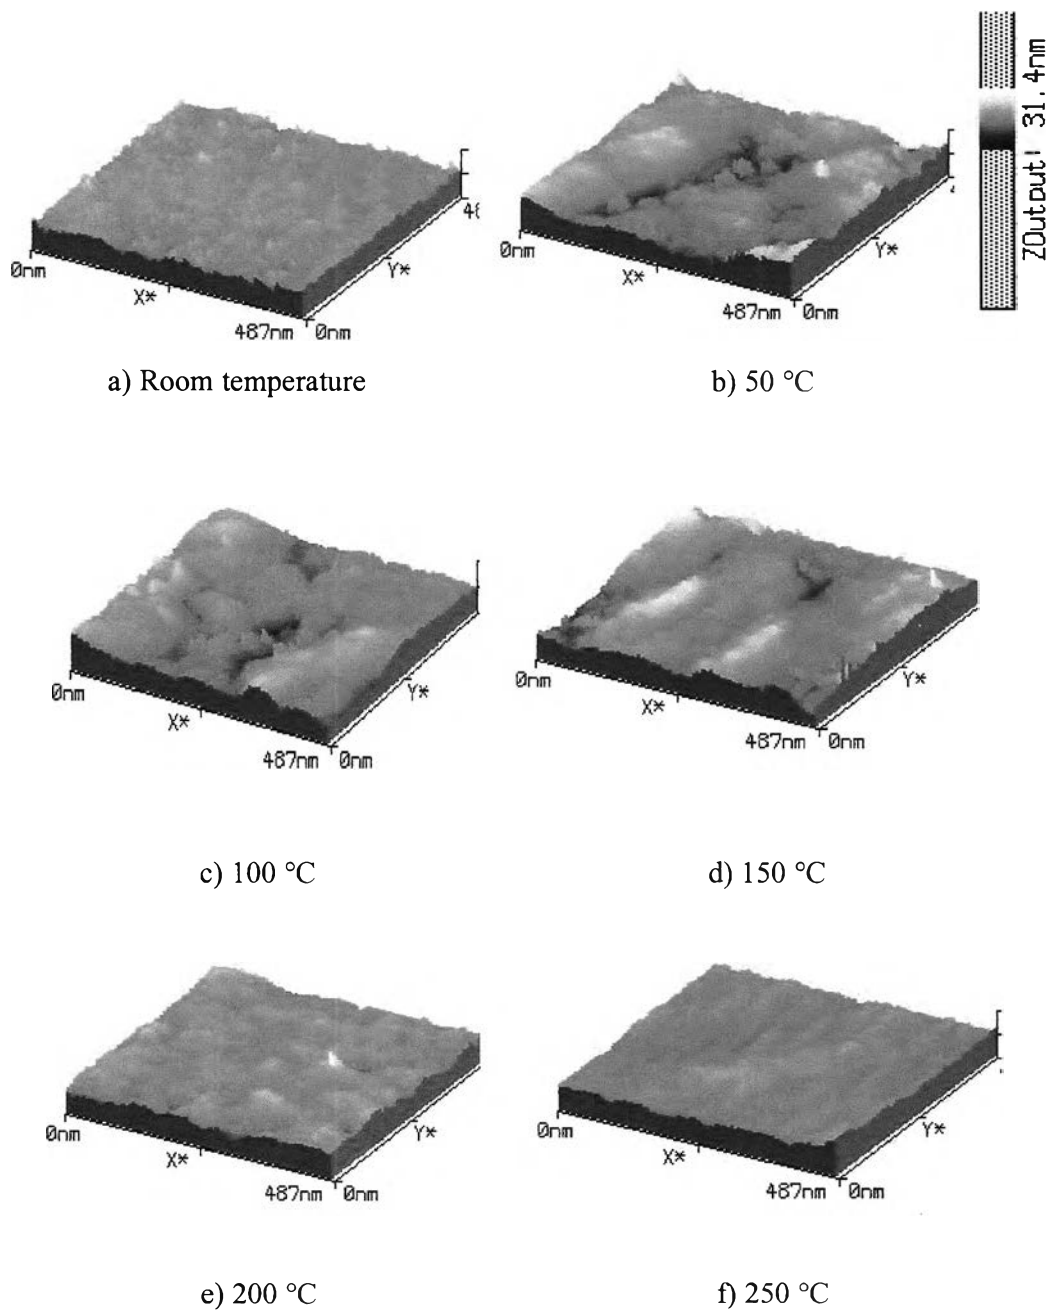 0nm
X*
487nm
0nm
Y*
a) Room temperature
0nm
X*
487nm
0nm
Y*
b) 50 °C
ZOutput 31.4nm
0nm
X*
487nm
0nm
Y*
c) 100 °C
0nm
X*
487nm
0nm
Y*
d) 150 °C
0nm
X*
487nm
0nm
Y*
e) 200 °C
0nm
X*
487nm
0nm
Y*
f) 250 °C